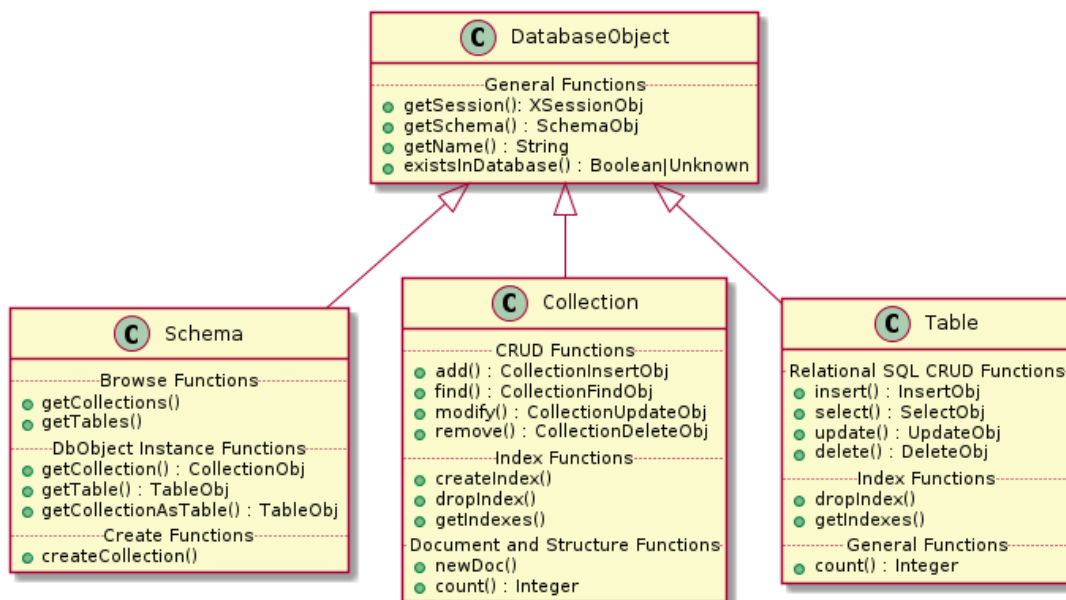 C DatabaseObject
General Functions
getSession(): XSessionObj
getSchema() : SchemaObj
getName() : String
existsInDatabase() : Boolean|Unknown
C Schema
Browse Functions
getCollections()
getTables()
DbObject Instance Functions
getCollection() : CollectionObj
getTable() : TableObj
getCollectionAsTable() : TableObj
Create Functions
createCollection()
C Collection
CRUD Functions
add() : CollectionInsertObj
find() : CollectionFindObj
modify() : CollectionUpdateObj
remove() : CollectionDeleteObj
Index Functions
createIndex()
dropIndex()
getIndexes()
Document and Structure Functions
newDoc()
count() : Integer
C Table
Relational SQL CRUD Functions
insert() : InsertObj
select() : SelectObj
update() : UpdateObj
delete() : DeleteObj
Index Functions
dropIndex()
getIndexes()
General Functions
count() : Integer